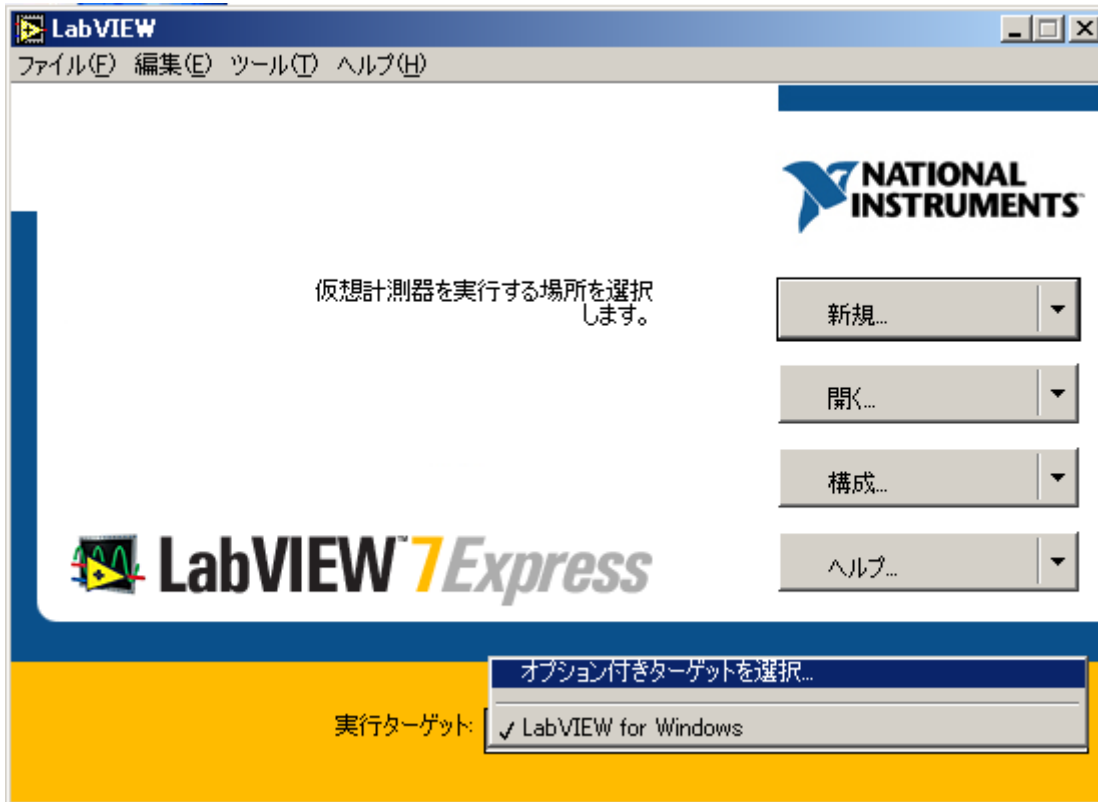 LabVIEW
ファイル(F) 編集(E) ツール(T) ヘルプ(H)
NATIONAL
INSTRUMENTS™
仮想計測器を実行する場所を選択
します。
新規...
開く...
構成...
ヘルプ...
LabVIEW™ 7 Express
オプション付きターゲットを選択...
実行ターゲット: ✓ LabVIEW for Windows